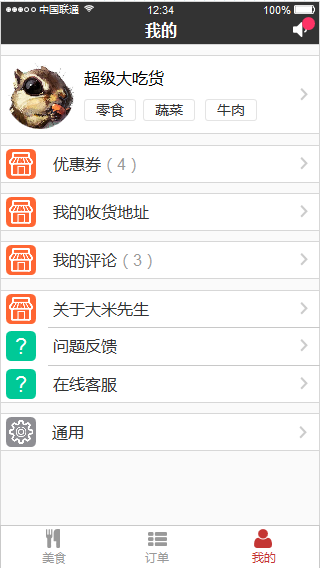 中国联通 12:34 100%
我的
超级大吃货
零食 蔬菜 牛肉
优惠券（4）
我的收货地址
我的评论（3）
关于大米先生
? 问题反馈
? 在线客服
通用
美食 订单 我的